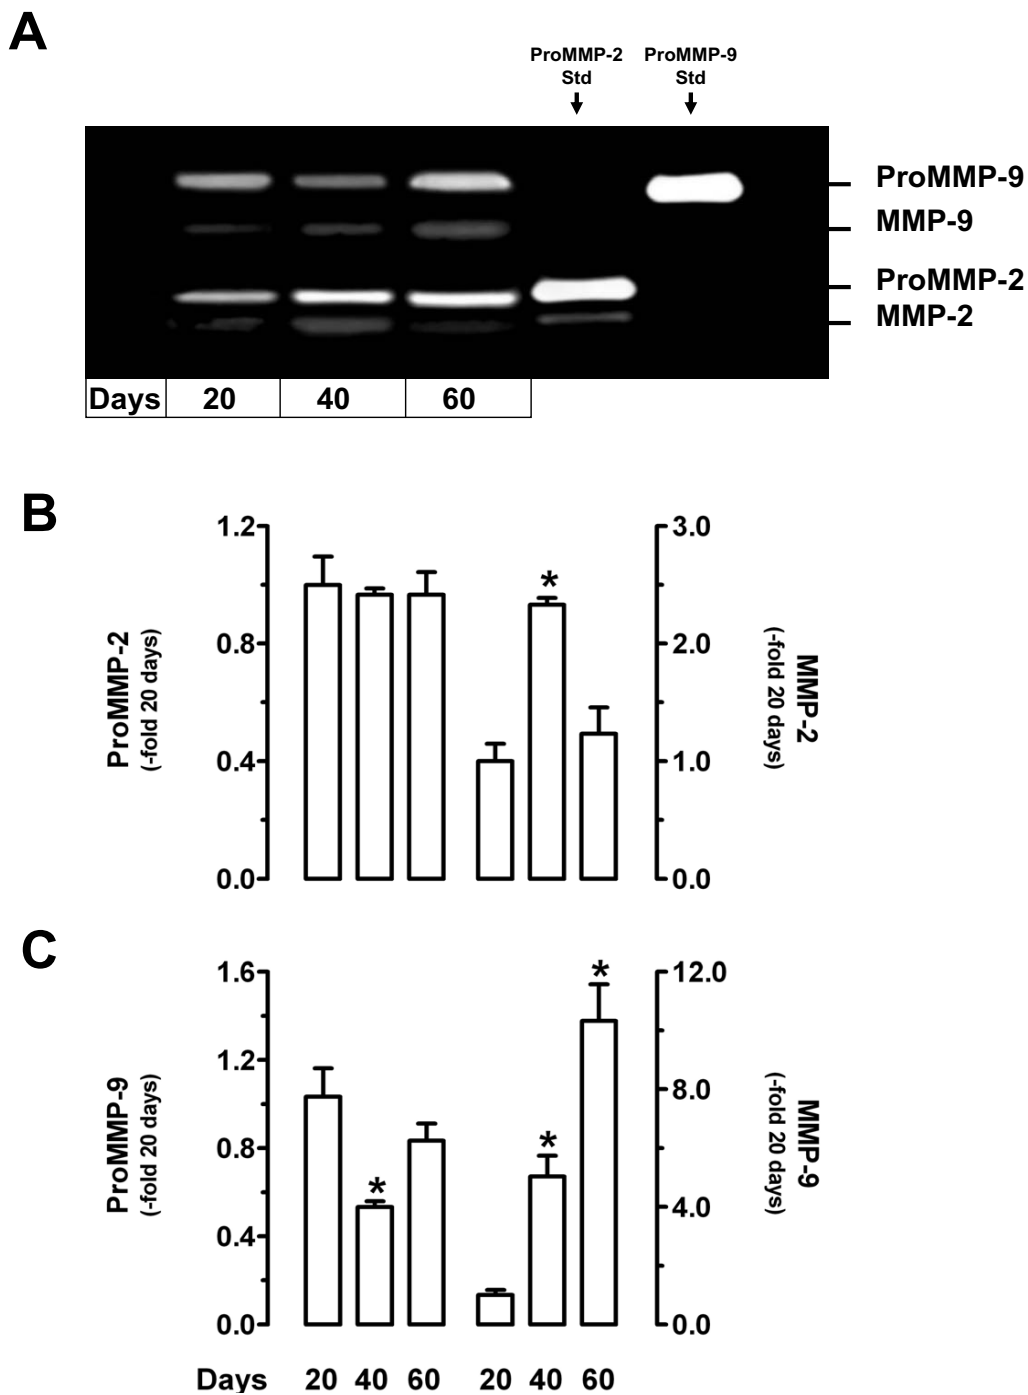 A
ProMMP-2 ProMMP-9
Std Std
ProMMP-9
MMP-9
ProMMP-2
MMP-2
Days 20 40 60
B
1.2 3.0
*
0.8 2.0
ProMMP-2
(-fold 20 days)
MMP-2
(-fold 20 days)
0.4 1.0
0.0 0.0
C
1.6 12.0
*
1.2
8.0
ProMMP-9
(-fold 20 days)
MMP-9
(-fold 20 days)
0.8 *
*
4.0
0.4
0.0 0.0
Days 20 40 60 20 40 60